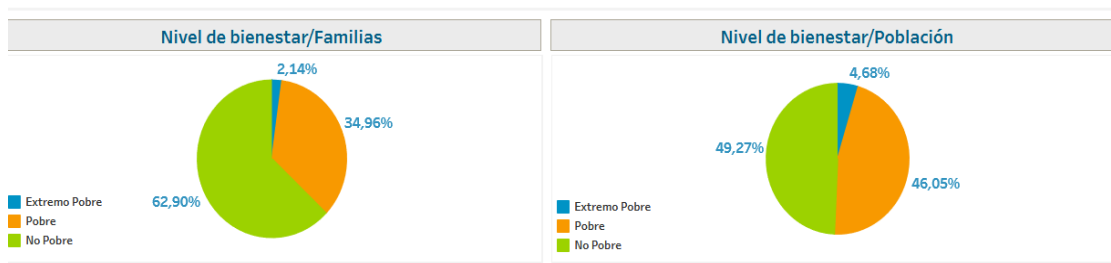 Nivel de bienestar/Familias
2,14%
34,96%
62,90%
Extremo Pobre
Pobre
No Pobre
Nivel de bienestar/Población
4,68%
49,27%
46,05%
Extremo Pobre
Pobre
No Pobre